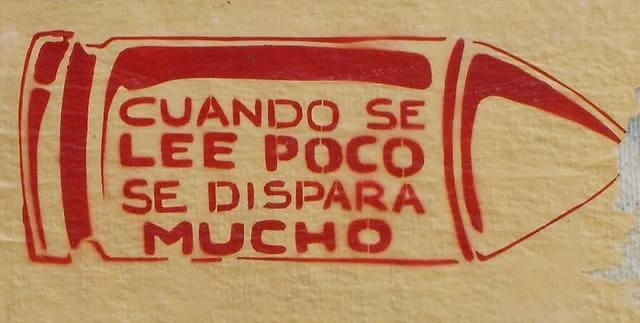 CUANDO SE
LEE POCO
SE DISPARA
MUCHO